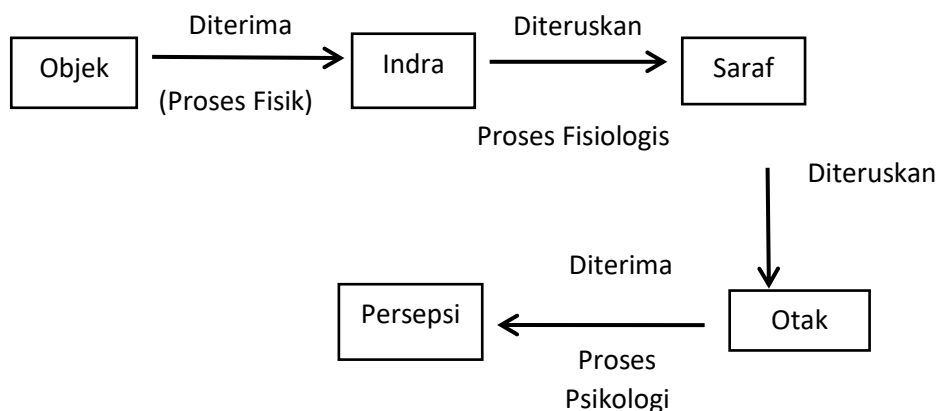 Diterima
Diteruskan
Objek
Indra
Saraf
(Proses Fisik)
Proses Fisiologis
Diteruskan
Diterima
Persepsi
Otak
Proses
Psikologi